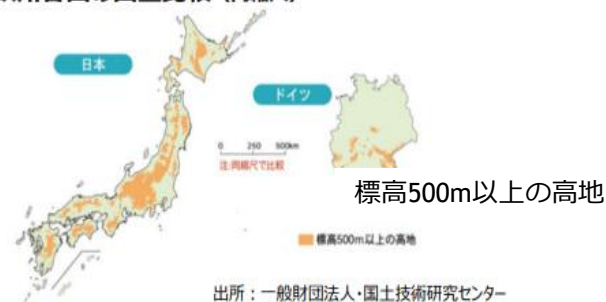 日本
ドイツ
0 250 500km
注:同縮尺で比較
標高500m以上の高地
標高500m以上の高地
出所:一般財団法人・国土技術研究センター